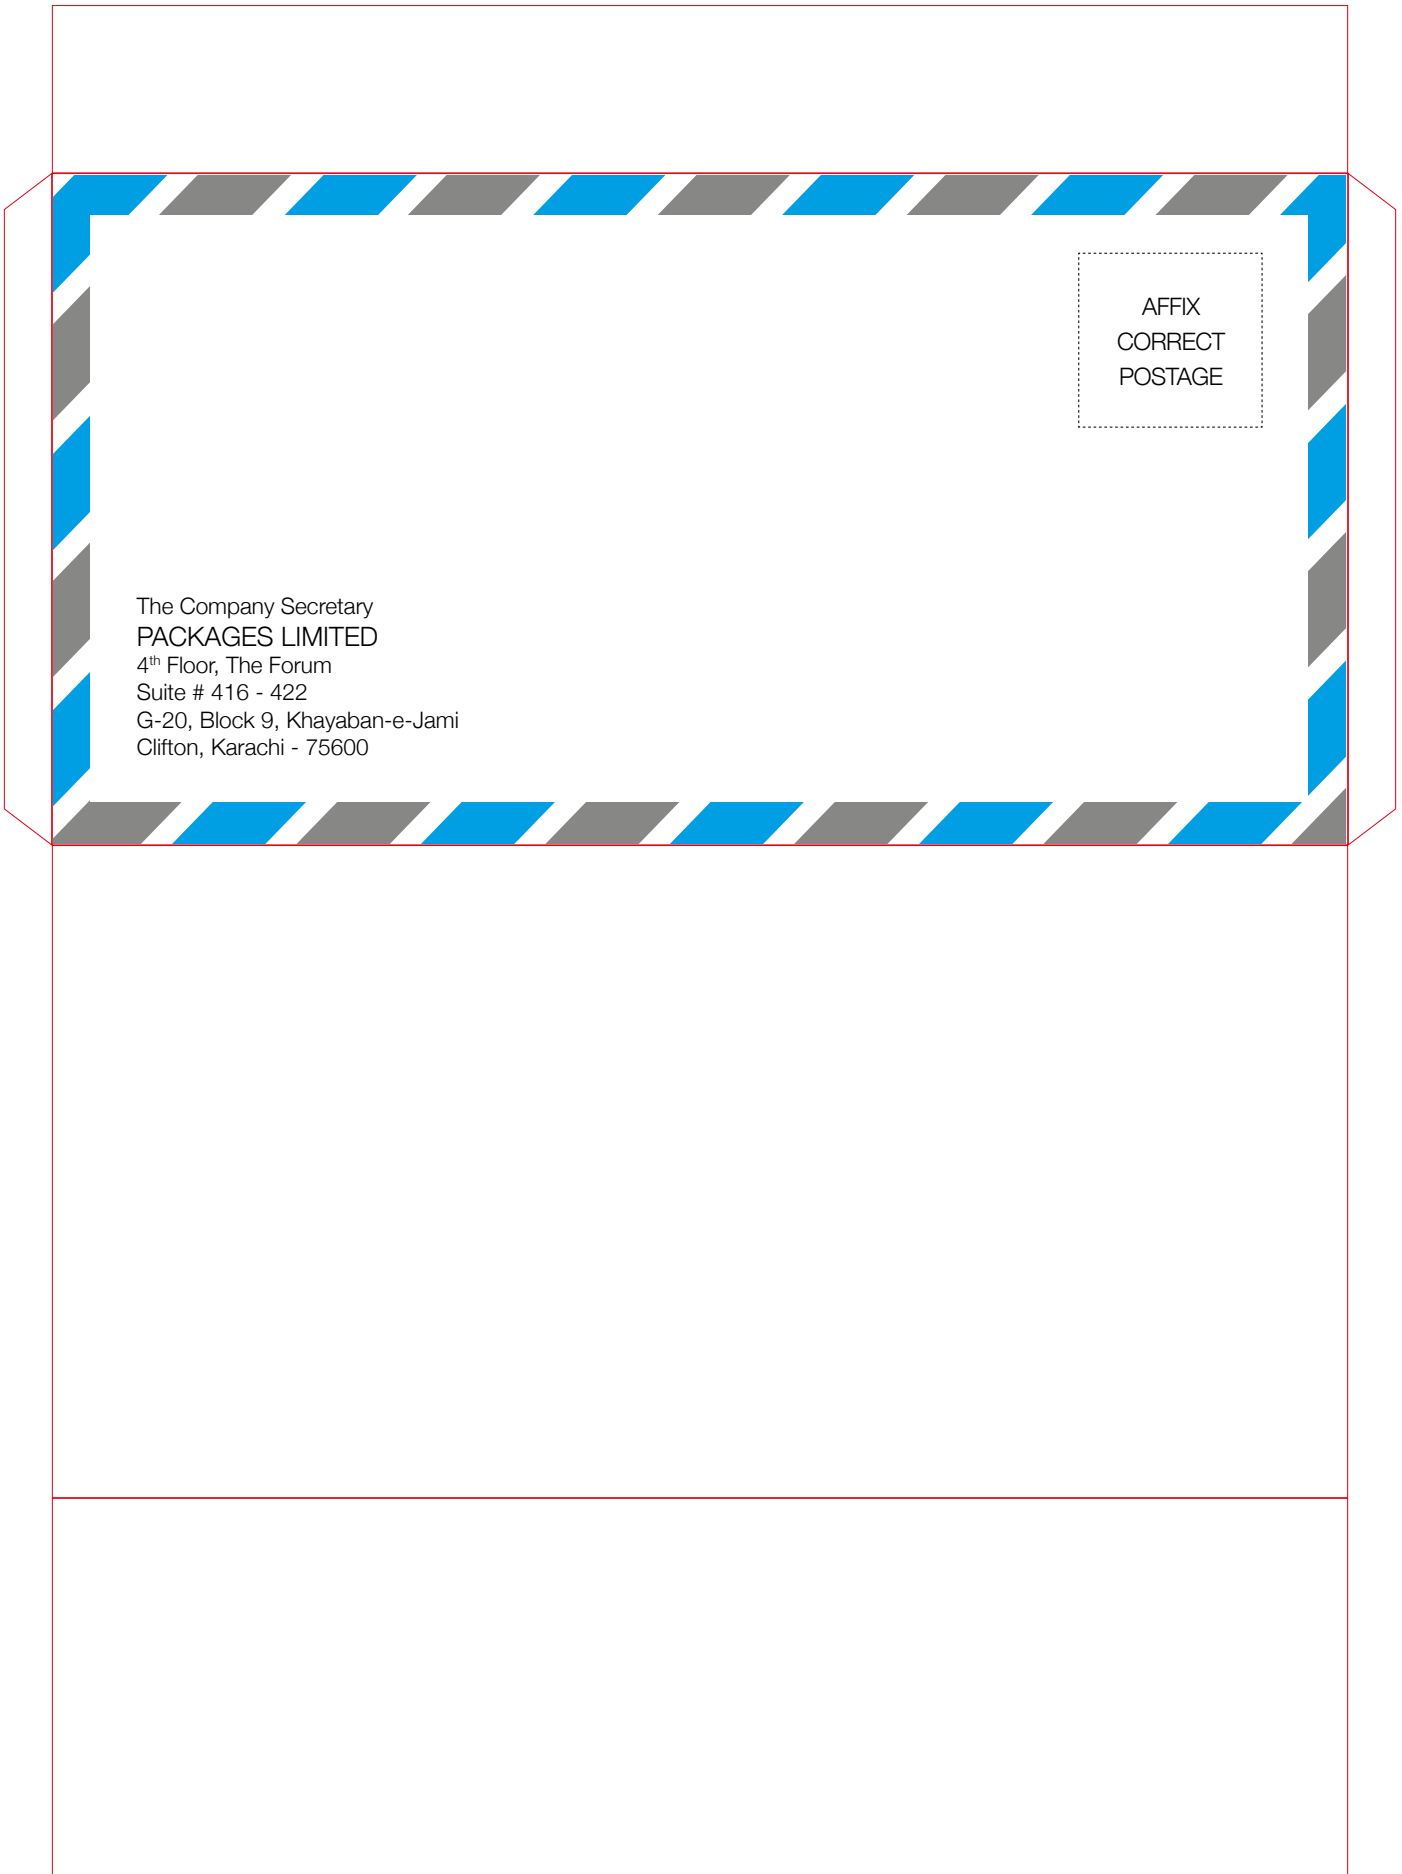 AFFIX
CORRECT
POSTAGE
The Company Secretary
PACKAGES LIMITED
4th Floor, The Forum
Suite # 416 - 422
G-20, Block 9, Khayaban-e-Jami
Clifton, Karachi - 75600